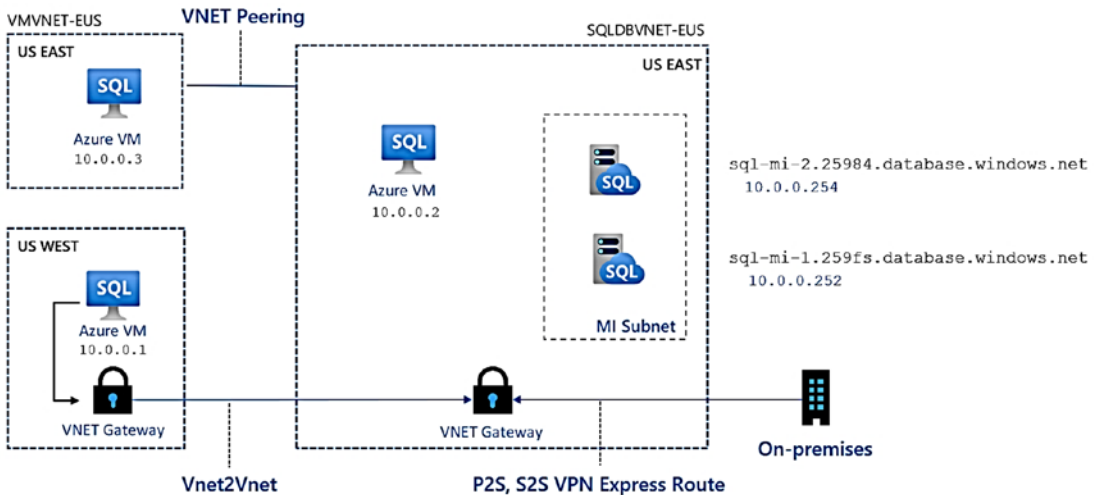 VMVNET-EUS
US EAST
SQL
Azure VM
10.0.0.3
VNET Peering
SQLDBVNET-EUS
US EAST
SQL
Azure VM
10.0.0.2
SQL
SQL
MI Subnet
sql-mi-2.25984.database.windows.net
10.0.0.254
sql-mi-1.259fs.database.windows.net
10.0.0.252
US WEST
SQL
Azure VM
10.0.0.1
VNET Gateway
VNET Gateway
On-premises
Vnet2Vnet
P2S, S2S VPN Express Route